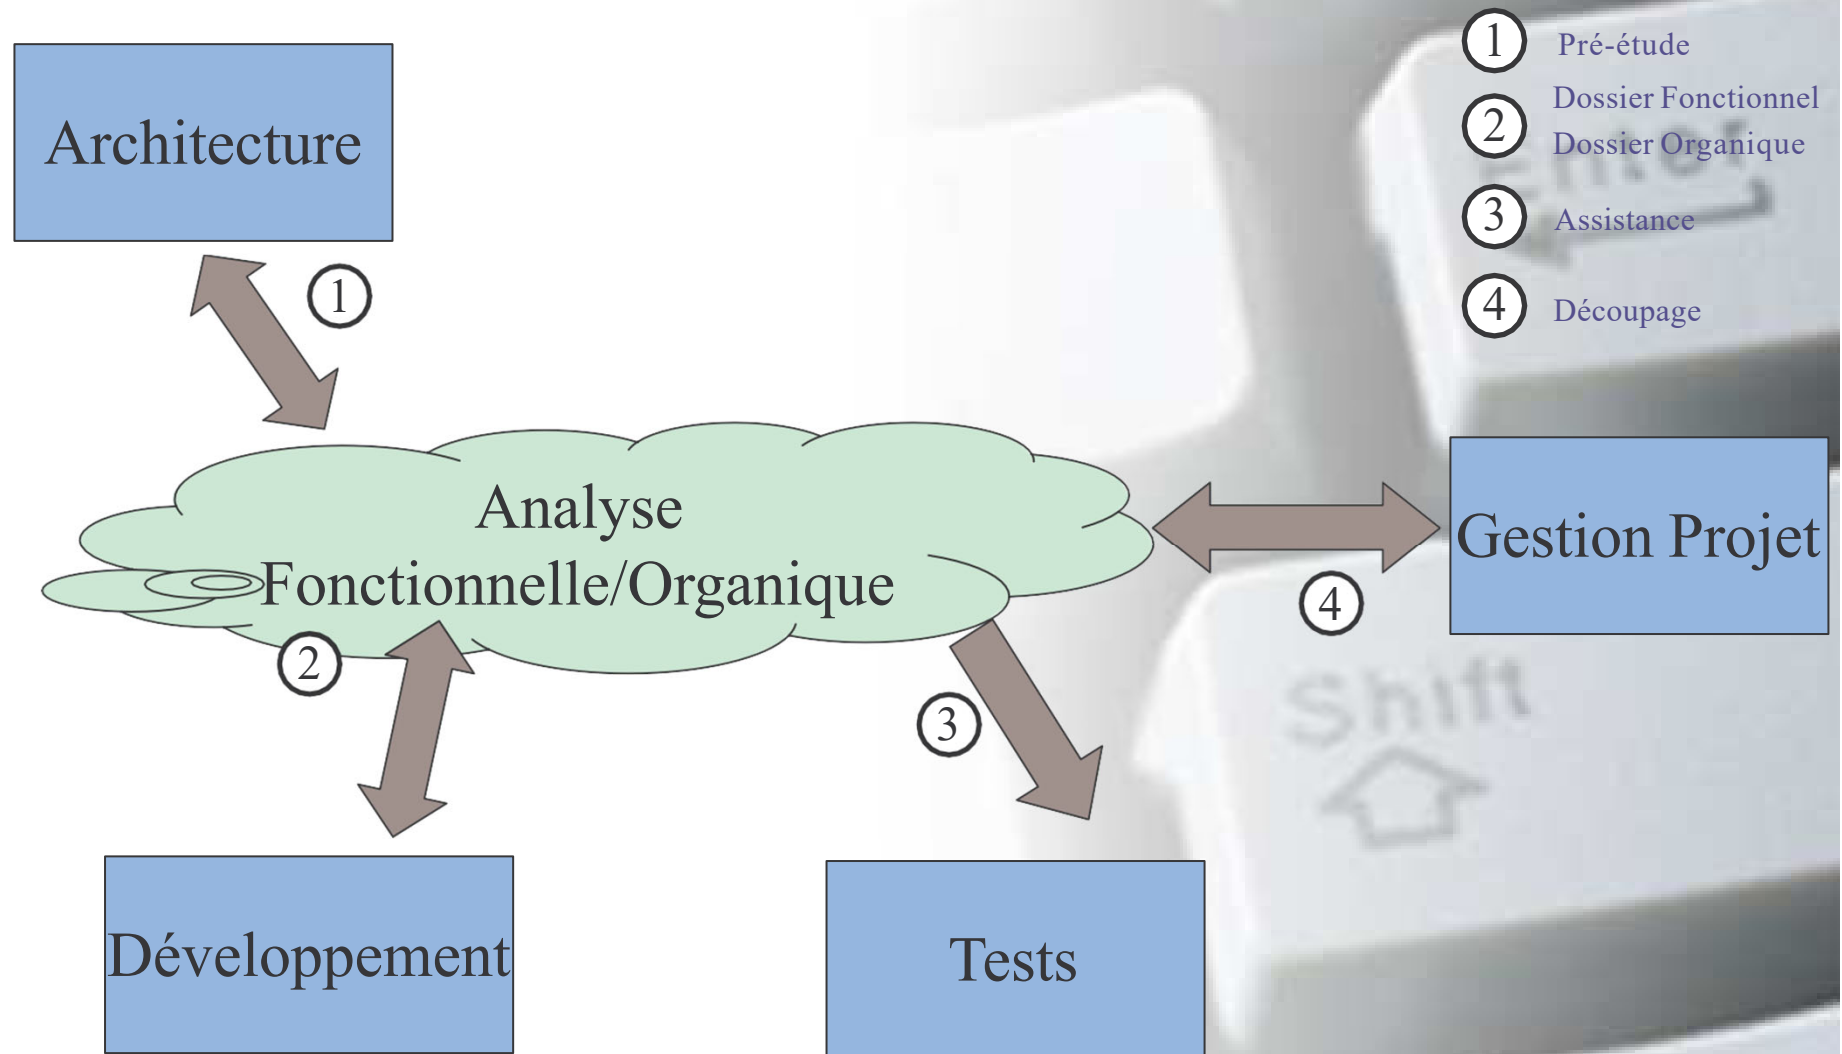 Architecture
1
1
Pré-étude
2
Dossier Fonctionnel
Dossier Organique
3
Assistance
4
Découpage
Enter
Analyse
Fonctionnelle/Organique
Gestion Projet
4
2
3
Shift
Développement
Tests